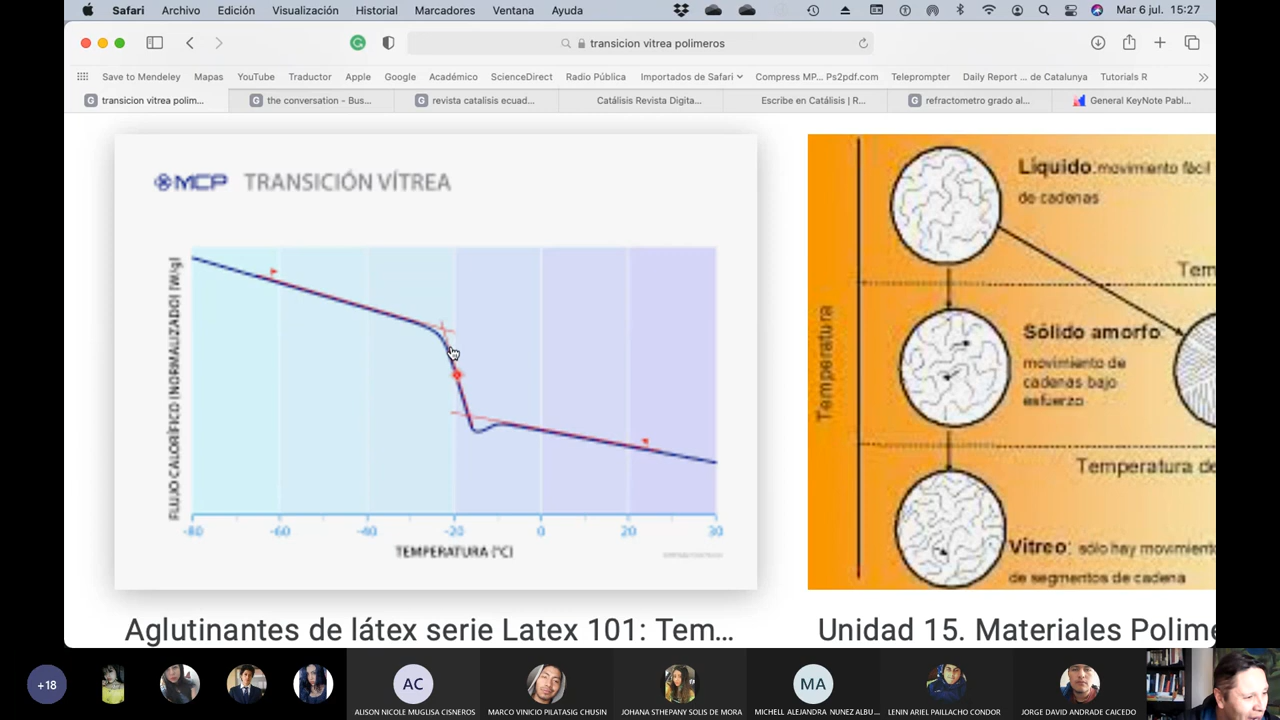 Safari Archivo Edición Visualización Historial Marcadores Ventana Ayuda Mar 6 jul. 15:27
transicion vitrea polimeros
Save to Mendeley Mapas YouTube Traductor Apple Google Académico ScienceDirect Radio Pública Importados de Safari Compress MP... Ps2pdf.com Teleprompter Daily Report ... de Catalunya Tutorials R
transicion vitrea polim... the conversation - Bus... revista catalisis ecuad... Catálisis Revista Digita... Escribe en Catálisis | R... refractometro grado al... General KeyNote Pabl...
MCP TRANSICIÓN VÍTREA
FLUJO CALORÍFICO (NORMALIZADO) (W/g)
-80 -60 -40 -20 0 20 30
TEMPERATURA (°C)
Aglutinantes de látex serie Latex 101: Tem...
Temperatura
Líquido: movimiento fácil
de cadenas
Tem
Sólido amorfo:
movimiento de
cadenas bajo
esfuerzo
Temperatura de
Vítreo: sólo hay movimiento
de segmentos de cadena
Unidad 15. Materiales Polime
+18
AC
ALISON NICOLE MUGLISA CISNEROS
MARCO VINICIO PILATASIG CHUSIN
JOHANA STHEPANY SOLIS DE MORA
MA
MICHELL ALEJANDRA NUNEZ ALBU...
LENIN ARIEL PAILLACHO CONDOR
JORGE DAVID ANDRADE CAICEDO